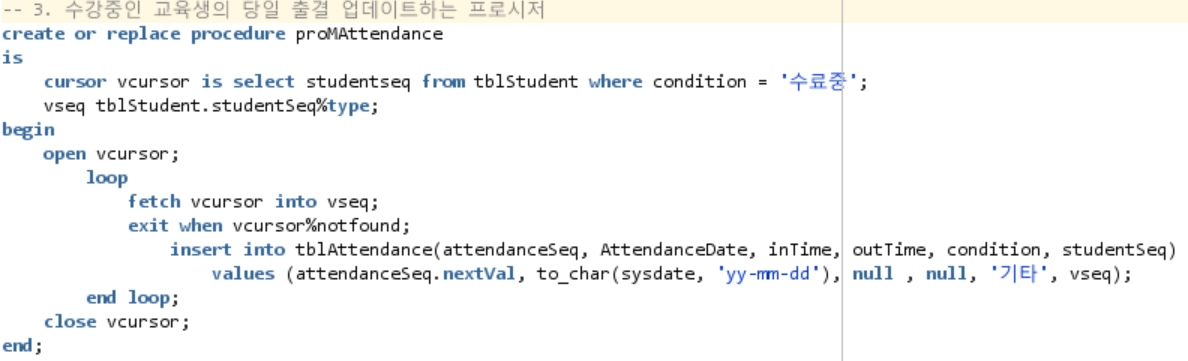 -- 3. 수강중인 교육생의 당일 출결 업데이트하는 프로시저
create or replace procedure proMAttendance
is
    cursor vcursor is select studentseq from tblStudent where condition = '수료중';
    vseq tblStudent.studentSeq%type;
begin
    open vcursor;
        loop
            fetch vcursor into vseq;
            exit when vcursor%notfound;
                insert into tblAttendance(attendanceSeq, AttendanceDate, inTime, outTime, condition, studentSeq)
                    values (attendanceSeq.nextVal, to_char(sysdate, 'yy-mm-dd'), null , null, '기타', vseq);
        end loop;
    close vcursor;
end;